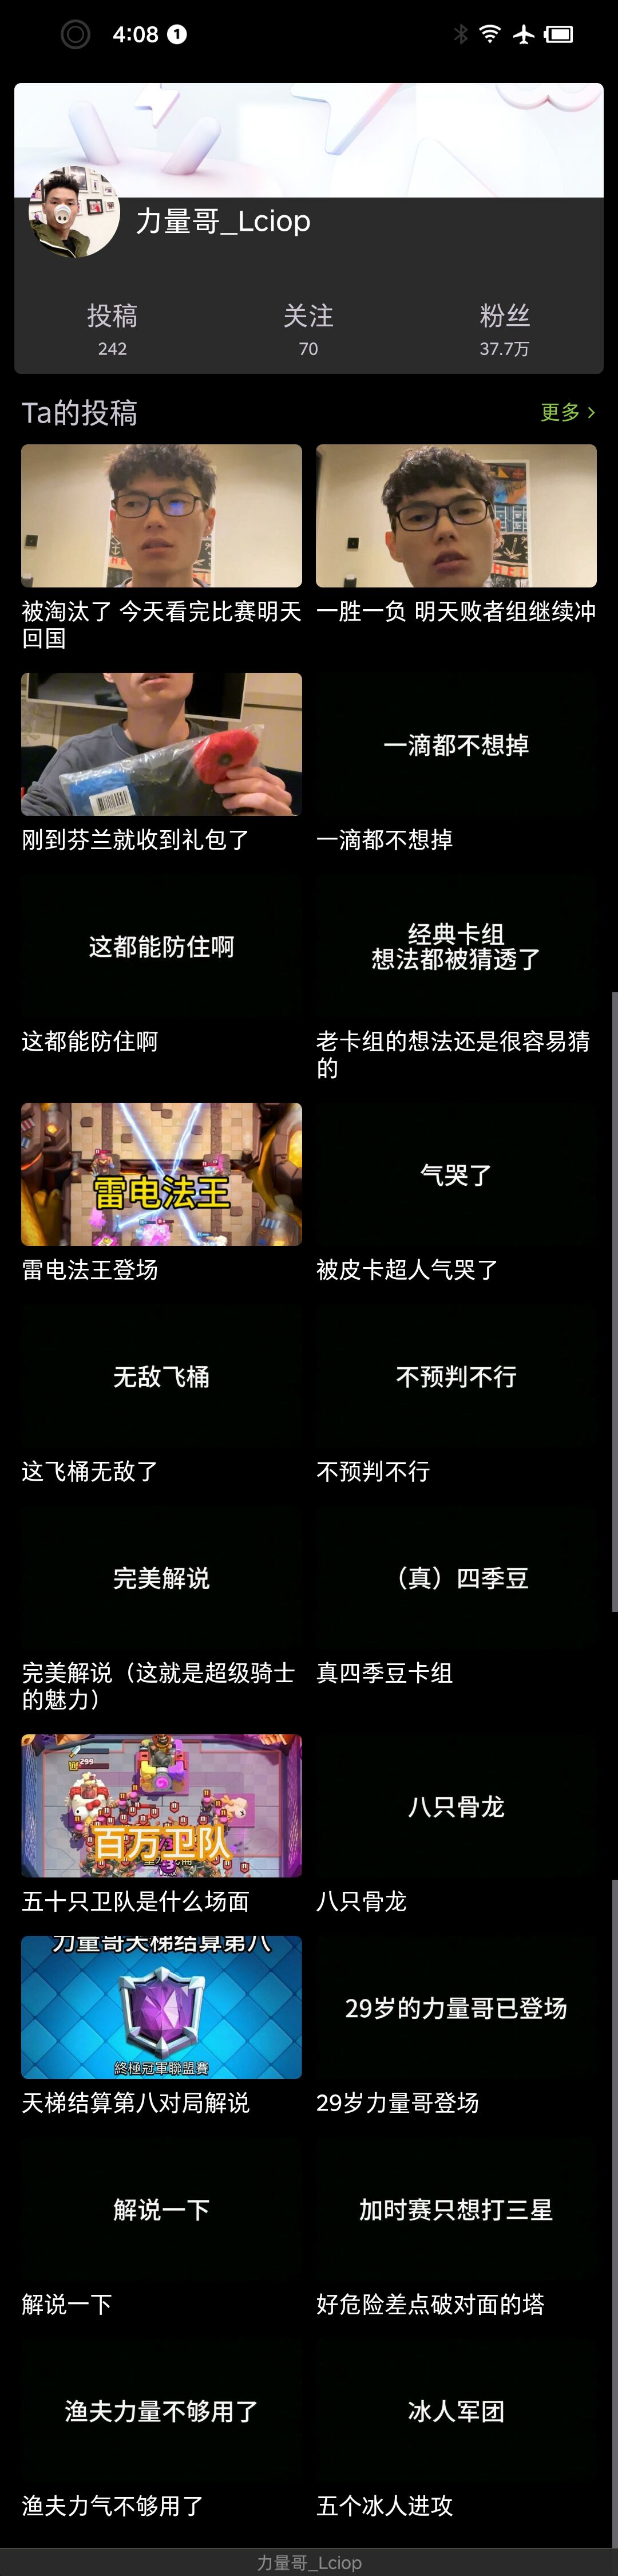 4:08 1
力量哥_Lciop
投稿 关注 粉丝
242 70 37.7万
Ta的投稿 更多
被淘汰了 今天看完比赛明天
回国
一胜一负 明天败者组继续冲
一滴都不想掉
刚到芬兰就收到礼包了
一滴都不想掉
这都能防住啊
经典卡组
想法都被猜透了
这都能防住啊
老卡组的想法还是很容易猜
的
雷电法王
气哭了
雷电法王登场
被皮卡超人气哭了
无敌飞桶
不预判不行
这飞桶无敌了
不预判不行
完美解说
（真）四季豆
完美解说（这就是超级骑士
的魅力）
真四季豆卡组
299
百万卫队
八只骨龙
五十只卫队是什么场面
八只骨龙
力量哥天梯结算第八
終極冠軍聯盟賽
29岁的力量哥已登场
天梯结算第八对局解说
29岁力量哥登场
解说一下
加时赛只想打三星
解说一下
好危险差点破对面的塔
渔夫力量不够用了
冰人军团
渔夫力气不够用了
五个冰人进攻
力量哥_Lciop